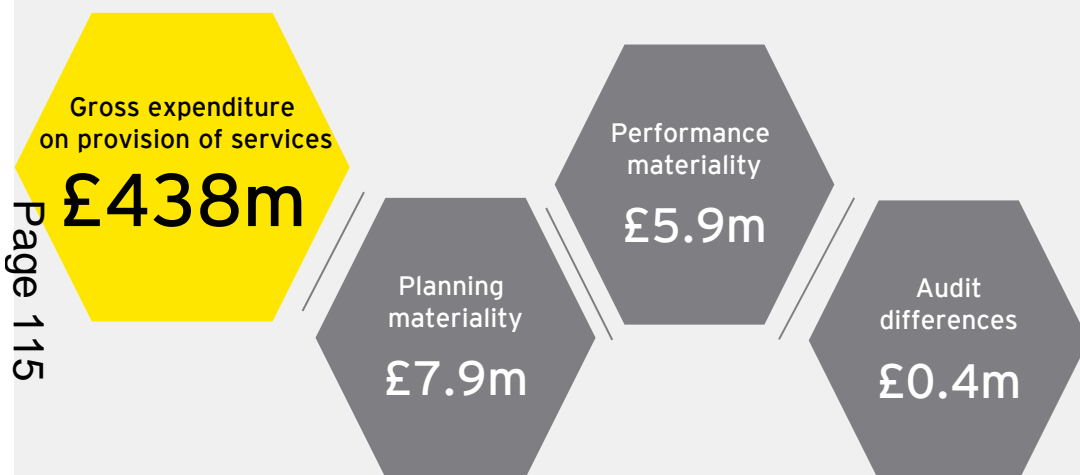 Gross expenditure
on provision of services
£438m
Planning
materiality
£7.9m
Performance
materiality
£5.9m
Audit
differences
£0.4m
Page 115